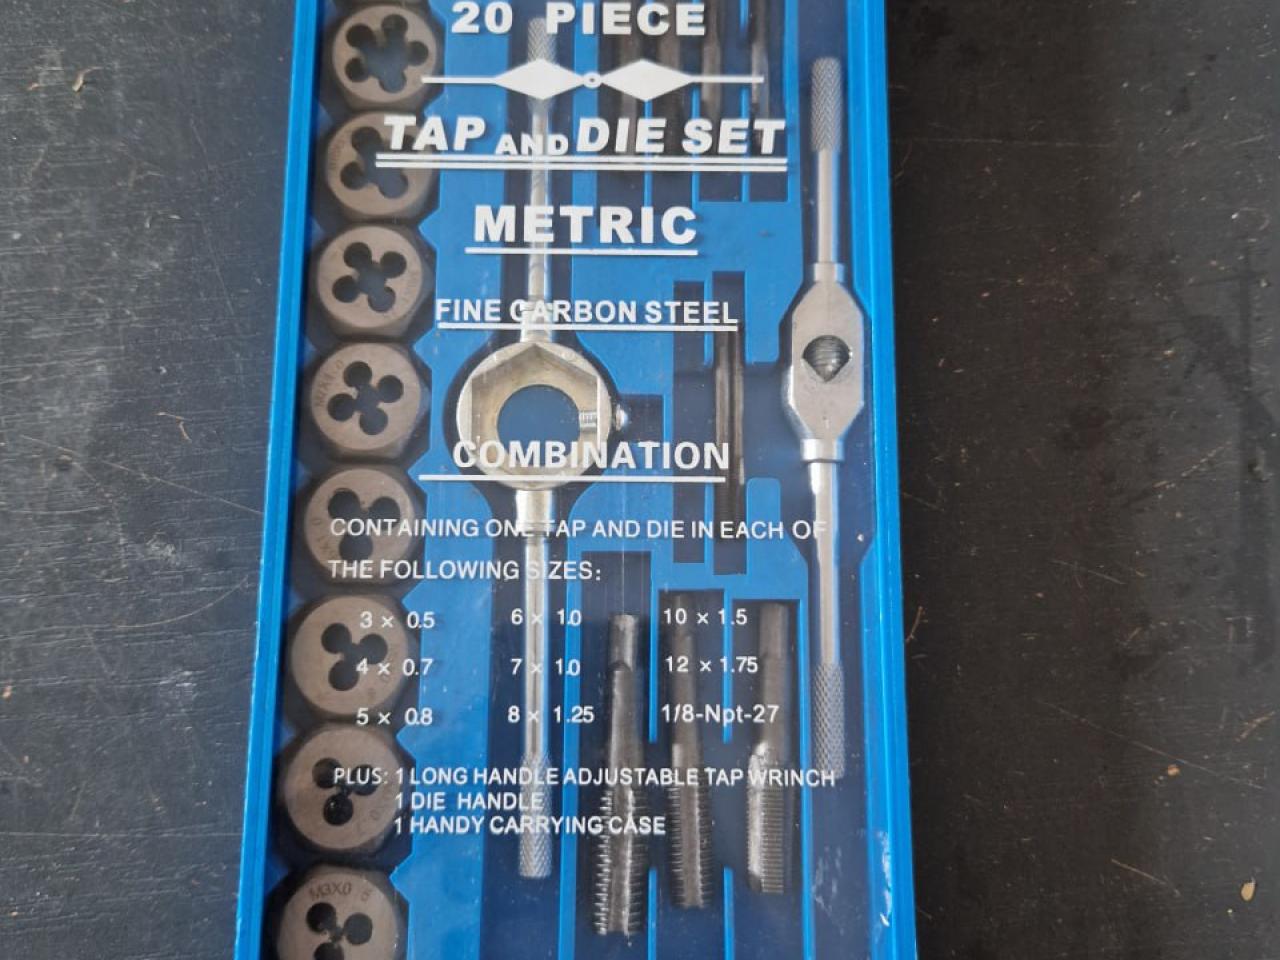 20 PIECE
TAP AND DIE SET
METRIC
FINE CARBON STEEL
COMBINATION
CONTAINING ONE TAP AND DIE IN EACH OF
THE FOLLOWING SIZES:
3 × 0.5 6 × 1.0 10 × 1.5
4 × 0.7 7 × 1.0 12 × 1.75
5 × 0.8 8 × 1.25 1/8-Npt-27
PLUS: 1 LONG HANDLE ADJUSTABLE TAP WRINCH
1 DIE HANDLE
1 HANDY CARRYING CASE
M3X0 5